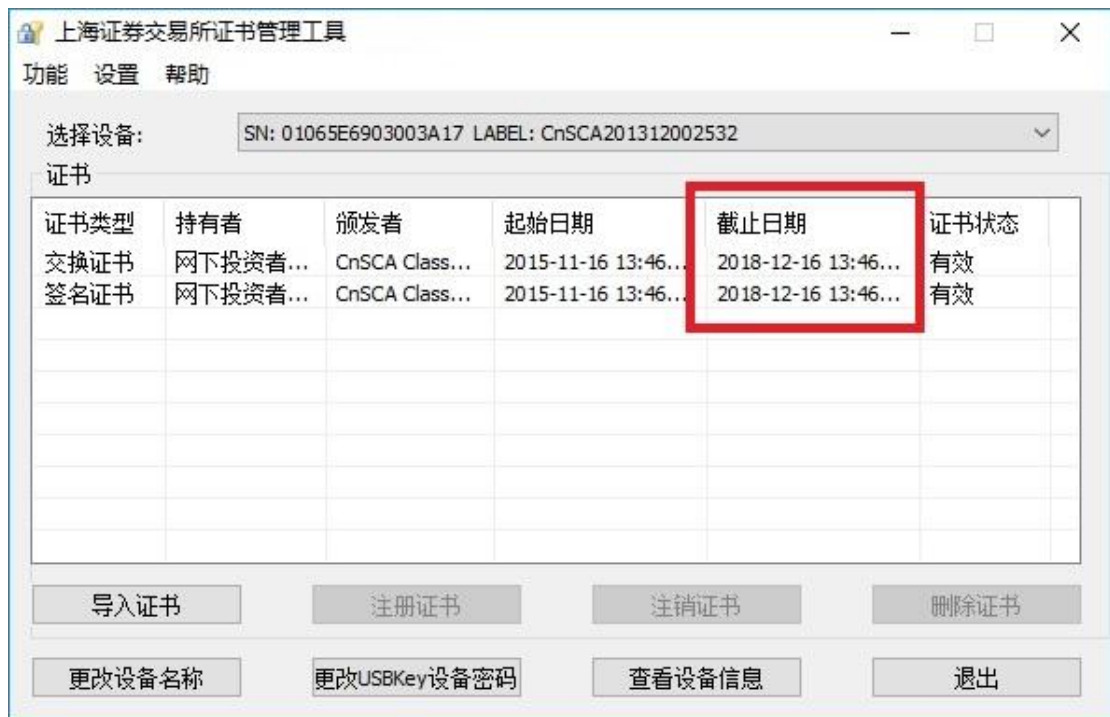 上海证券交易所证书管理工具
功能 设置 帮助
选择设备: SN: 01065E6903003A17 LABEL: CnSCA201312002532
证书
证书类型 持有者 颁发者 起始日期 截止日期 证书状态
交换证书 网下投资者... CnSCA Class... 2015-11-16 13:46... 2018-12-16 13:46... 有效
签名证书 网下投资者... CnSCA Class... 2015-11-16 13:46... 2018-12-16 13:46... 有效
导入证书 注册证书 注销证书 删除证书
更改设备名称 更改USBKey设备密码 查看设备信息 退出